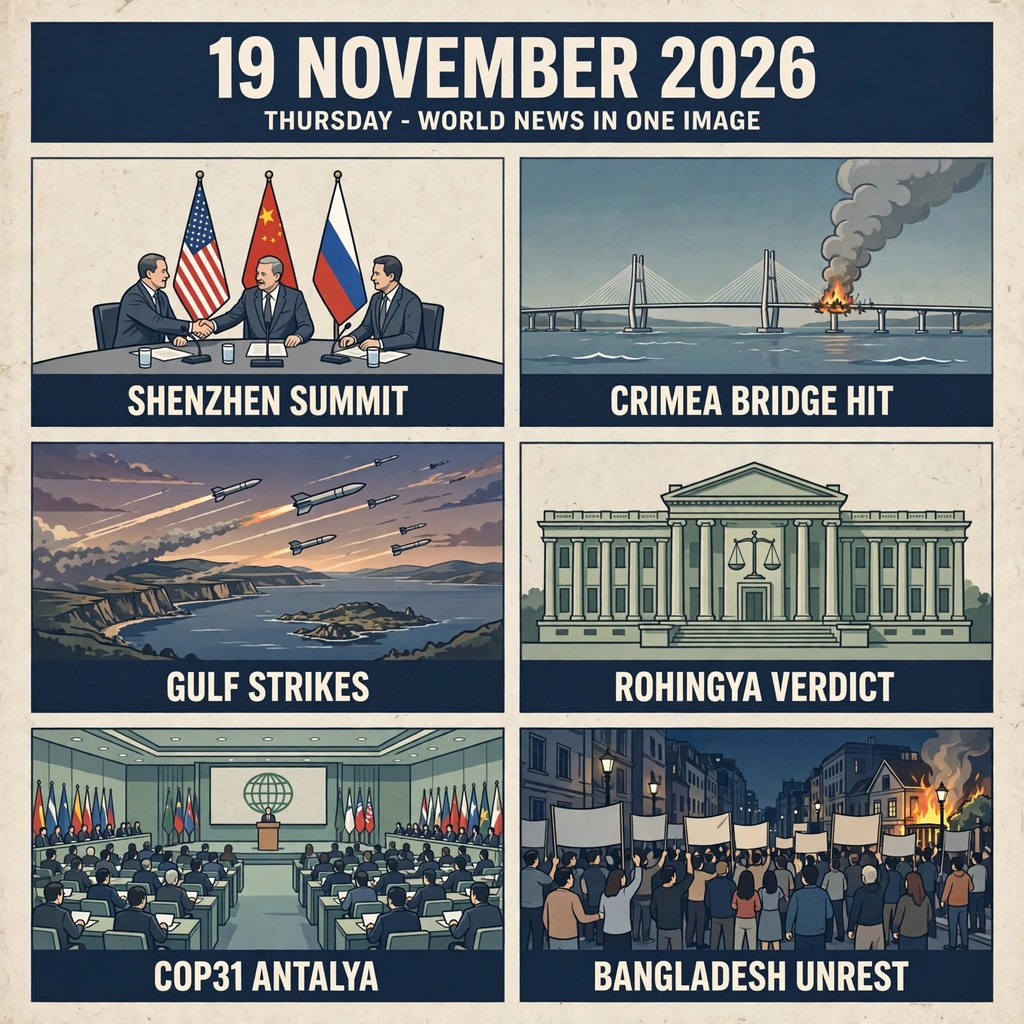 19 NOVEMBER 2026
THURSDAY - WORLD NEWS IN ONE IMAGE
SHENZHEN SUMMIT
CRIMEA BRIDGE HIT
GULF STRIKES
ROHINGYA VERDICT
COP31 ANTALYA
BANGLADESH UNREST